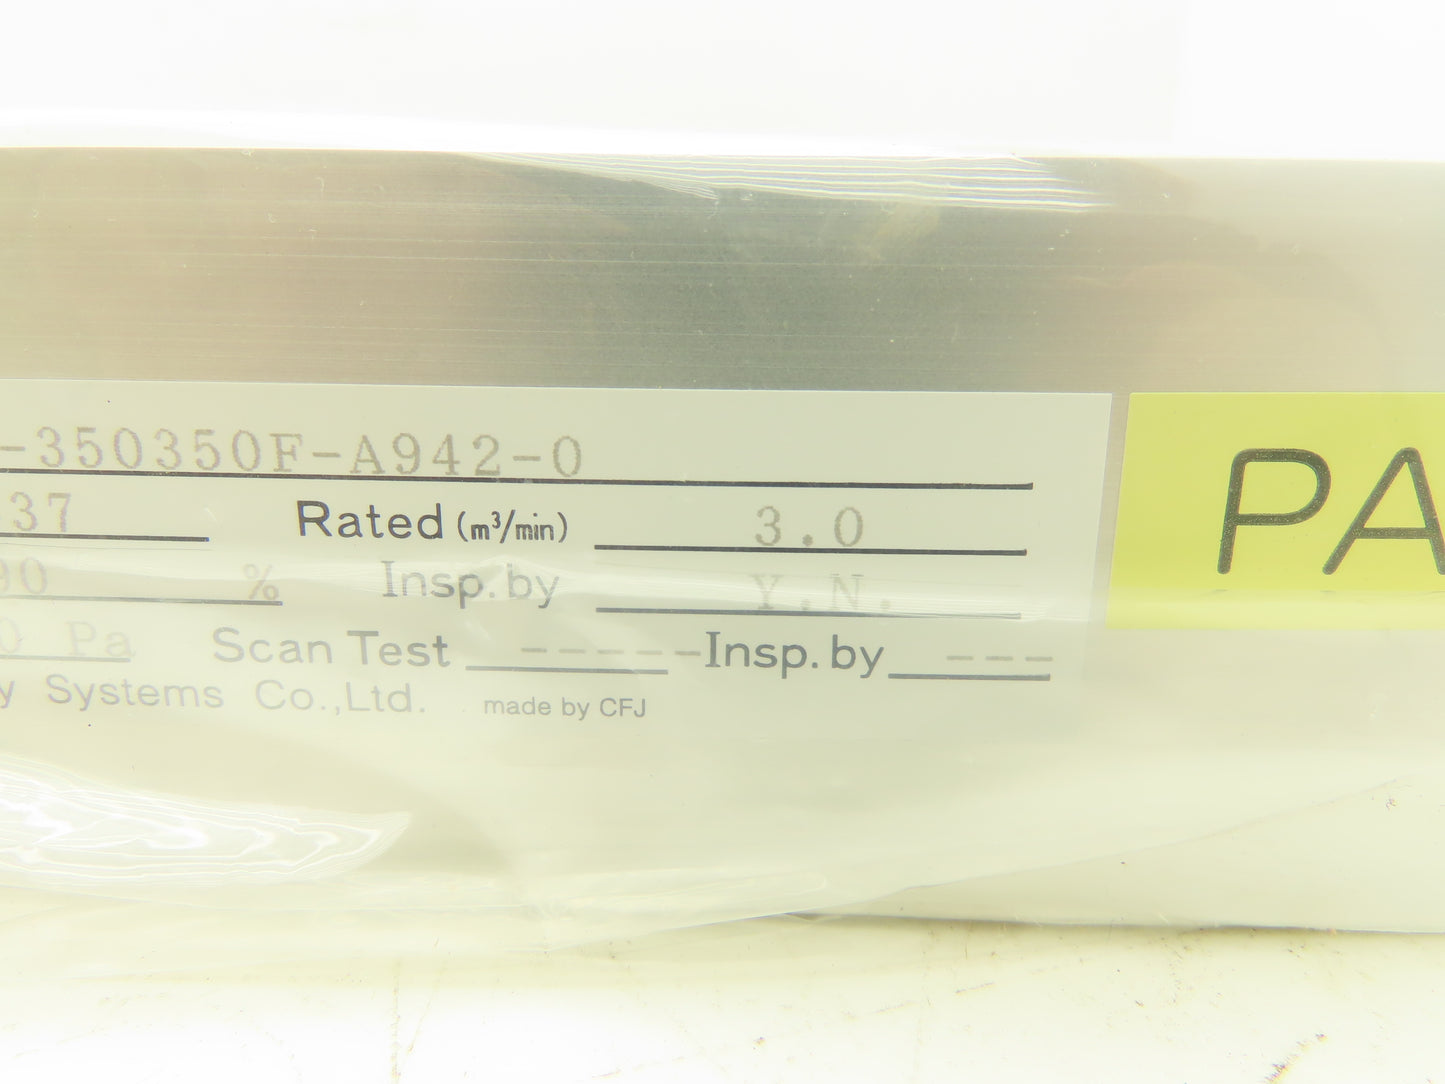 -350350F-A942-0
37 Rated (m³/min) 3.0
90 % Insp. by Y.N.
0 Pa Scan Test ----- Insp. by ---
y Systems Co.,Ltd. made by CFJ
PA